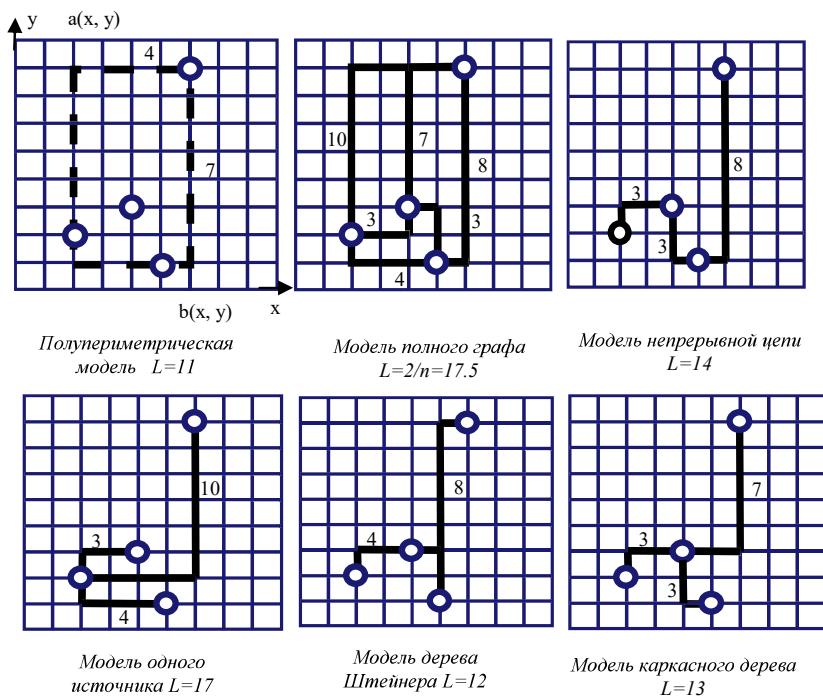 y a(x, y)
4
7
b(x, y) x
Полупериметрическая
модель L=11
10
7
8
3
3
4
Модель полного графа
L=2/n=17.5
3
8
3
Модель непрерывной цепи
L=14
10
3
4
Модель одного
источника L=17
8
4
Модель дерева
Штейнера L=12
7
3
3
Модель каркасного дерева
L=13